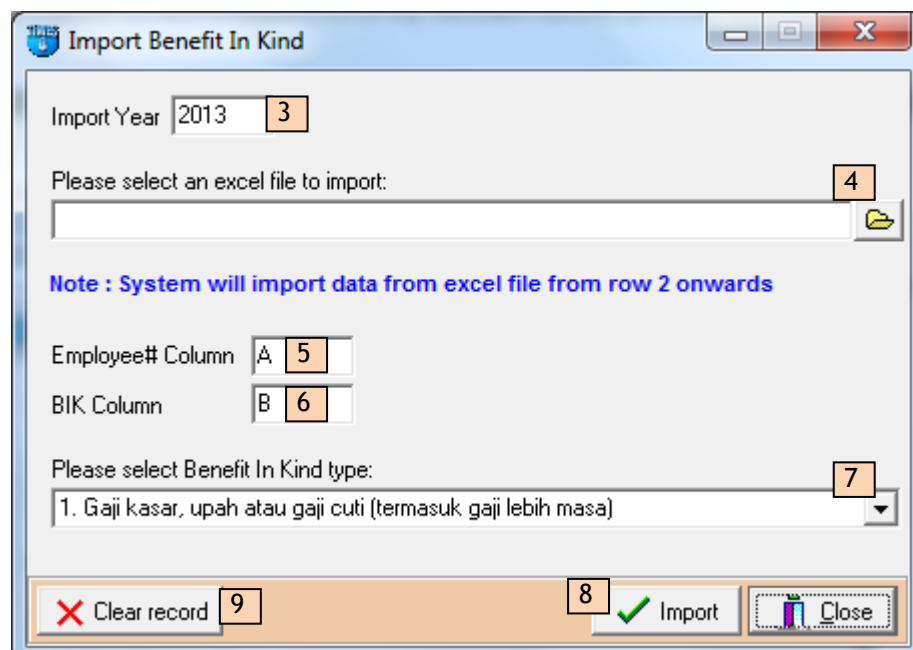 Import Benefit In Kind
Import Year 2013 3
Please select an excel file to import: 4
Note : System will import data from excel file from row 2 onwards
Employee# Column A 5
BIK Column B 6
Please select Benefit In Kind type: 7
1. Gaji kasar, upah atau gaji cuti (termasuk gaji lebih masa)
Clear record 9 8 Import Close